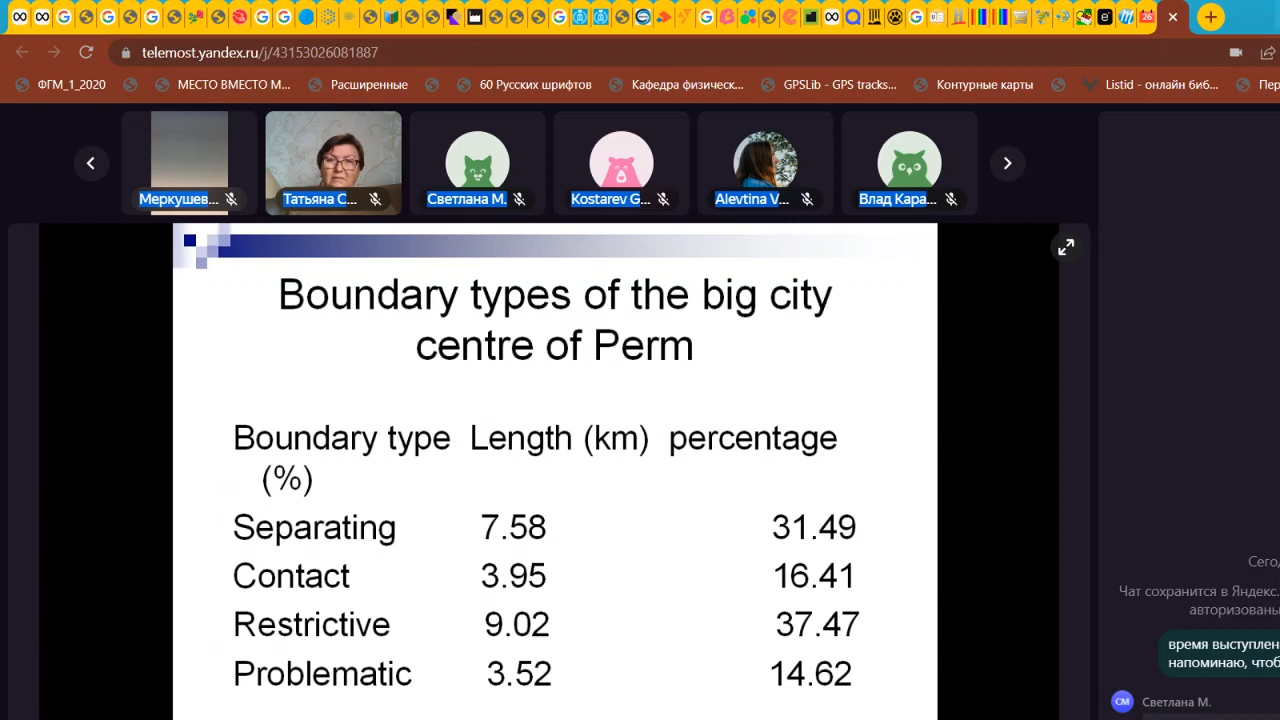 26
telemost.yandex.ru/j/43153026081887
ФГМ_1_2020
МЕСТО ВМЕСТО М...
Расширенные
60 Русских шрифтов
Кафедра физическ...
GPSLib - GPS tracks...
Контурные карты
Listid - онлайн биб...
Пер
Меркушев...
Татьяна С...
Светлана М.
Kostarev G...
Alevtina V...
Влад Кара...
Boundary types of the big city
centre of Perm
Boundary type Length (km) percentage
(%)
Separating 7.58 31.49
Contact 3.95 16.41
Restrictive 9.02 37.47
Problematic 3.52 14.62
Сегод
Чат сохранится в Яндекс.
авторизованы
время выступлен
напоминаю, чтоб
СМ Светлана М.